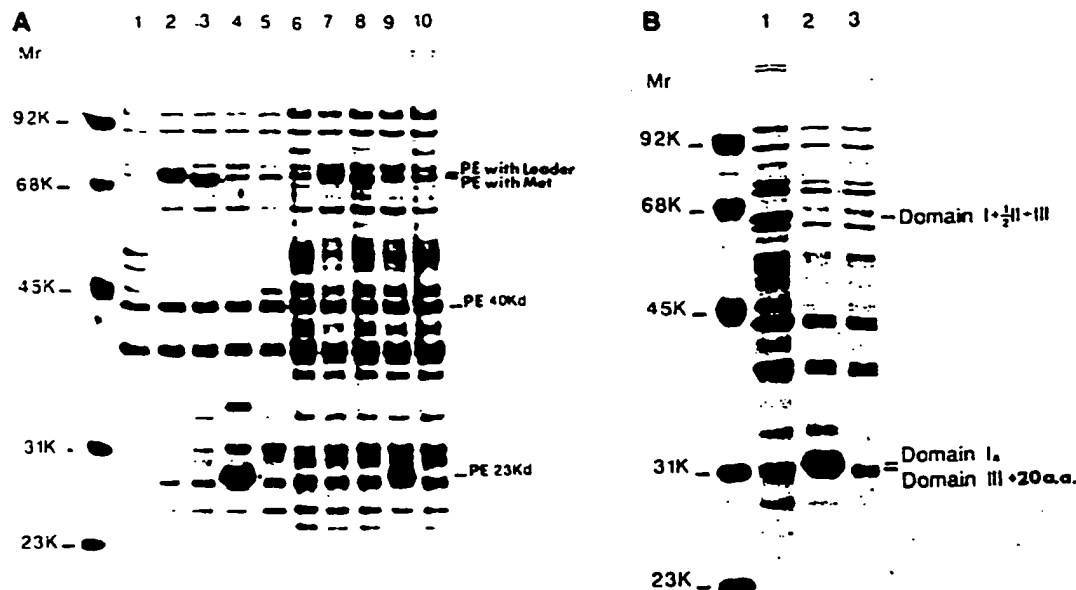 A
1 2 3 4 5 6 7 8 9 10
Mr
92K
68K
45K
31K
23K
PE with Leader
PE with Met
PE 40Kd
PE 23Kd
B
1 2 3
Mr
92K
68K
45K
31K
23K
Domain I+½II+III
Domain Ia
Domain III+20a.a.